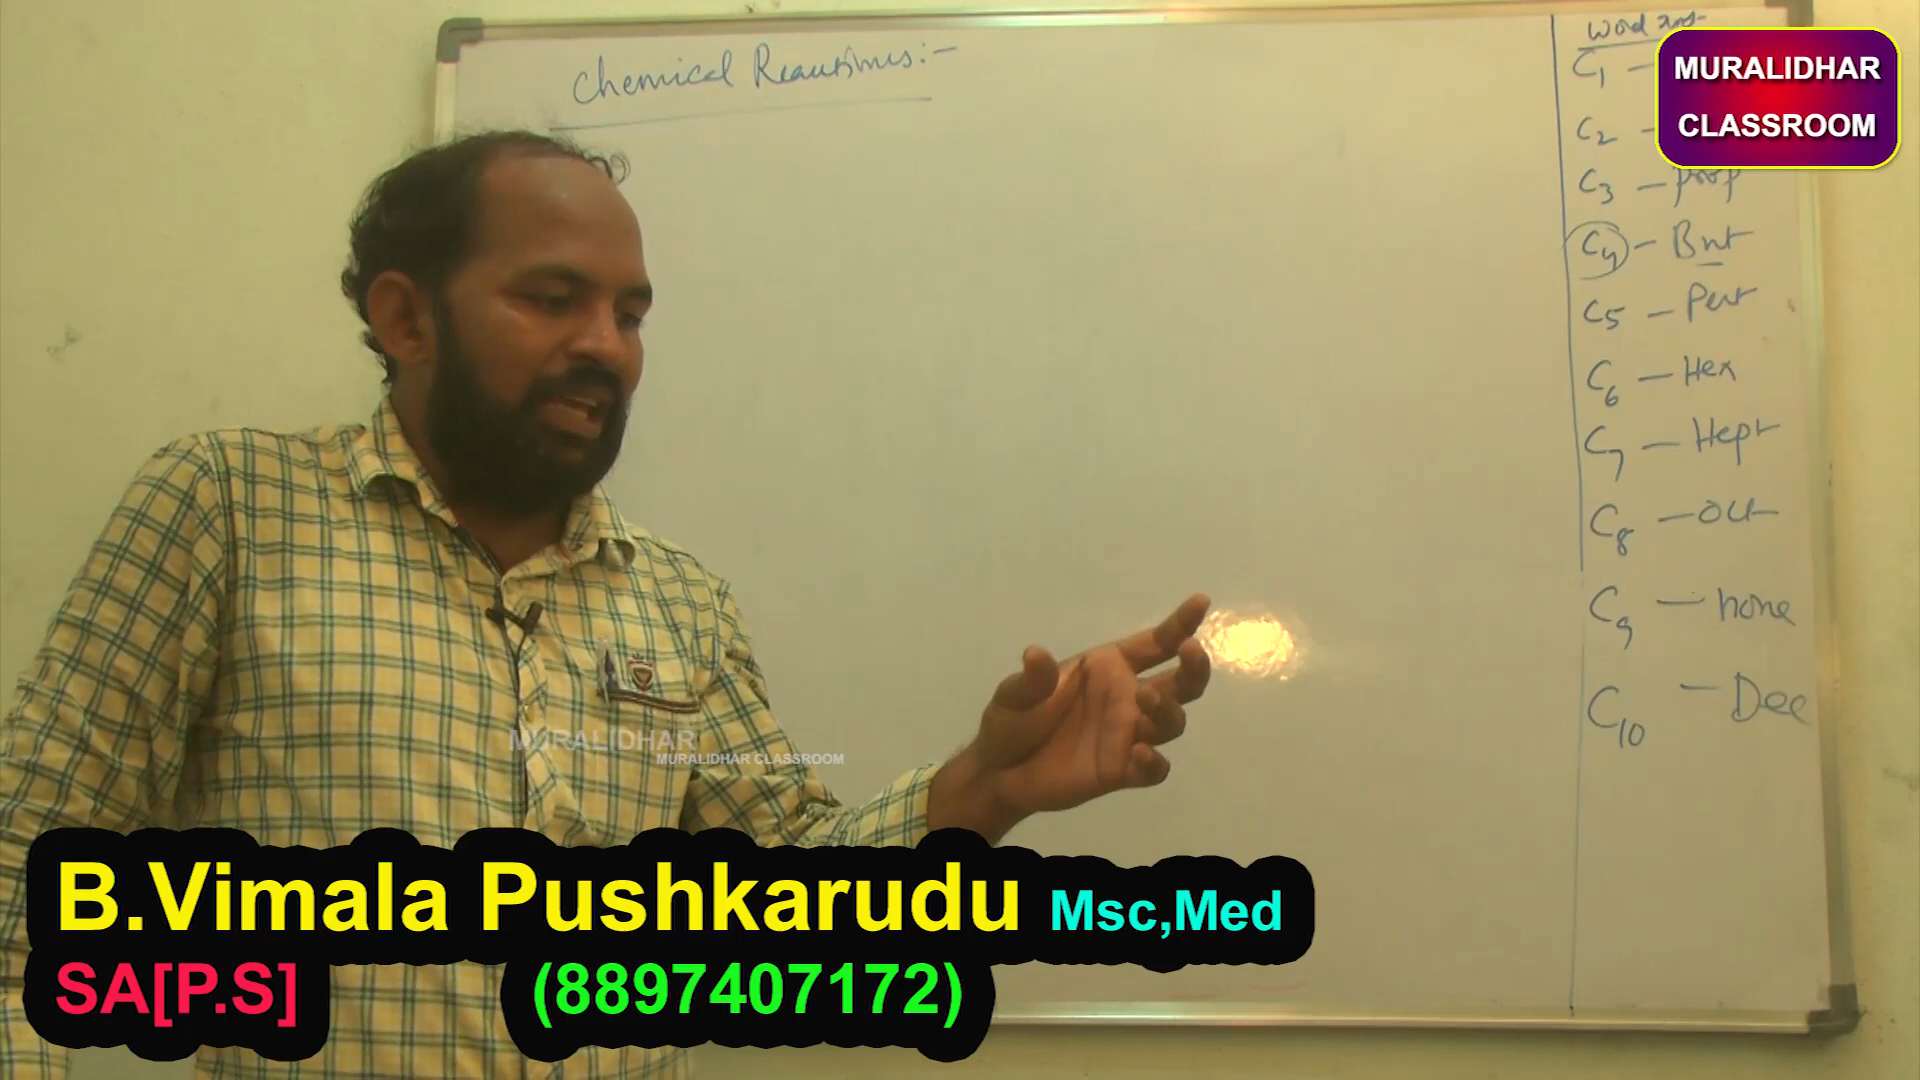 Chemical Reactions:-
Word
C1 -
C2 -
C3 - prop
C4 - But
C5 - Pent
C6 - Hex
C7 - Hept
C8 - Oct
C9 - none
C10 - Dec
MURALIDHAR
CLASSROOM
MURALIDHAR
MURALIDHAR CLASSROOM
B.Vimala Pushkarudu Msc,Med
SA[P.S] (8897407172)